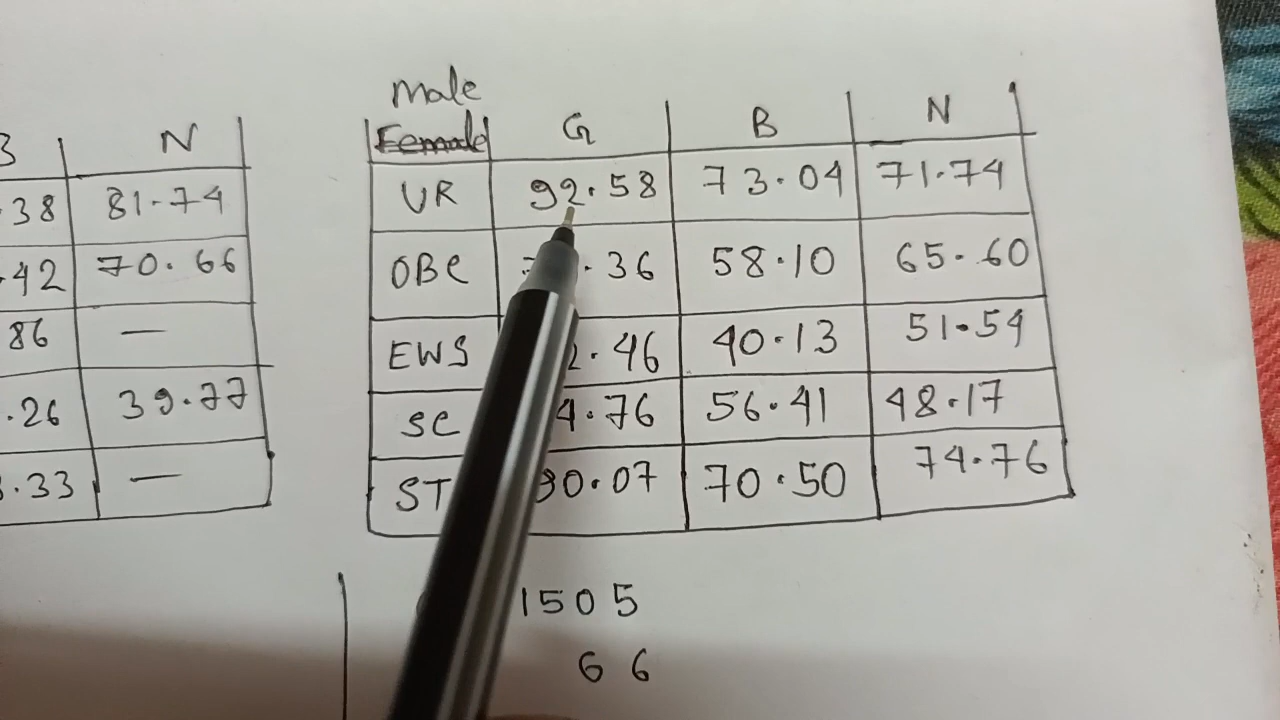 Male
Female G B N
UR 92.58 73.04 71.74
OBC .36 58.10 65.60
EWS .46 40.13 51.54
SC 4.76 56.41 48.17
ST 0.07 70.50 74.76
1505
66
B N
.38 81.74
.42 70.66
86 —
.26 39.77
.33 —